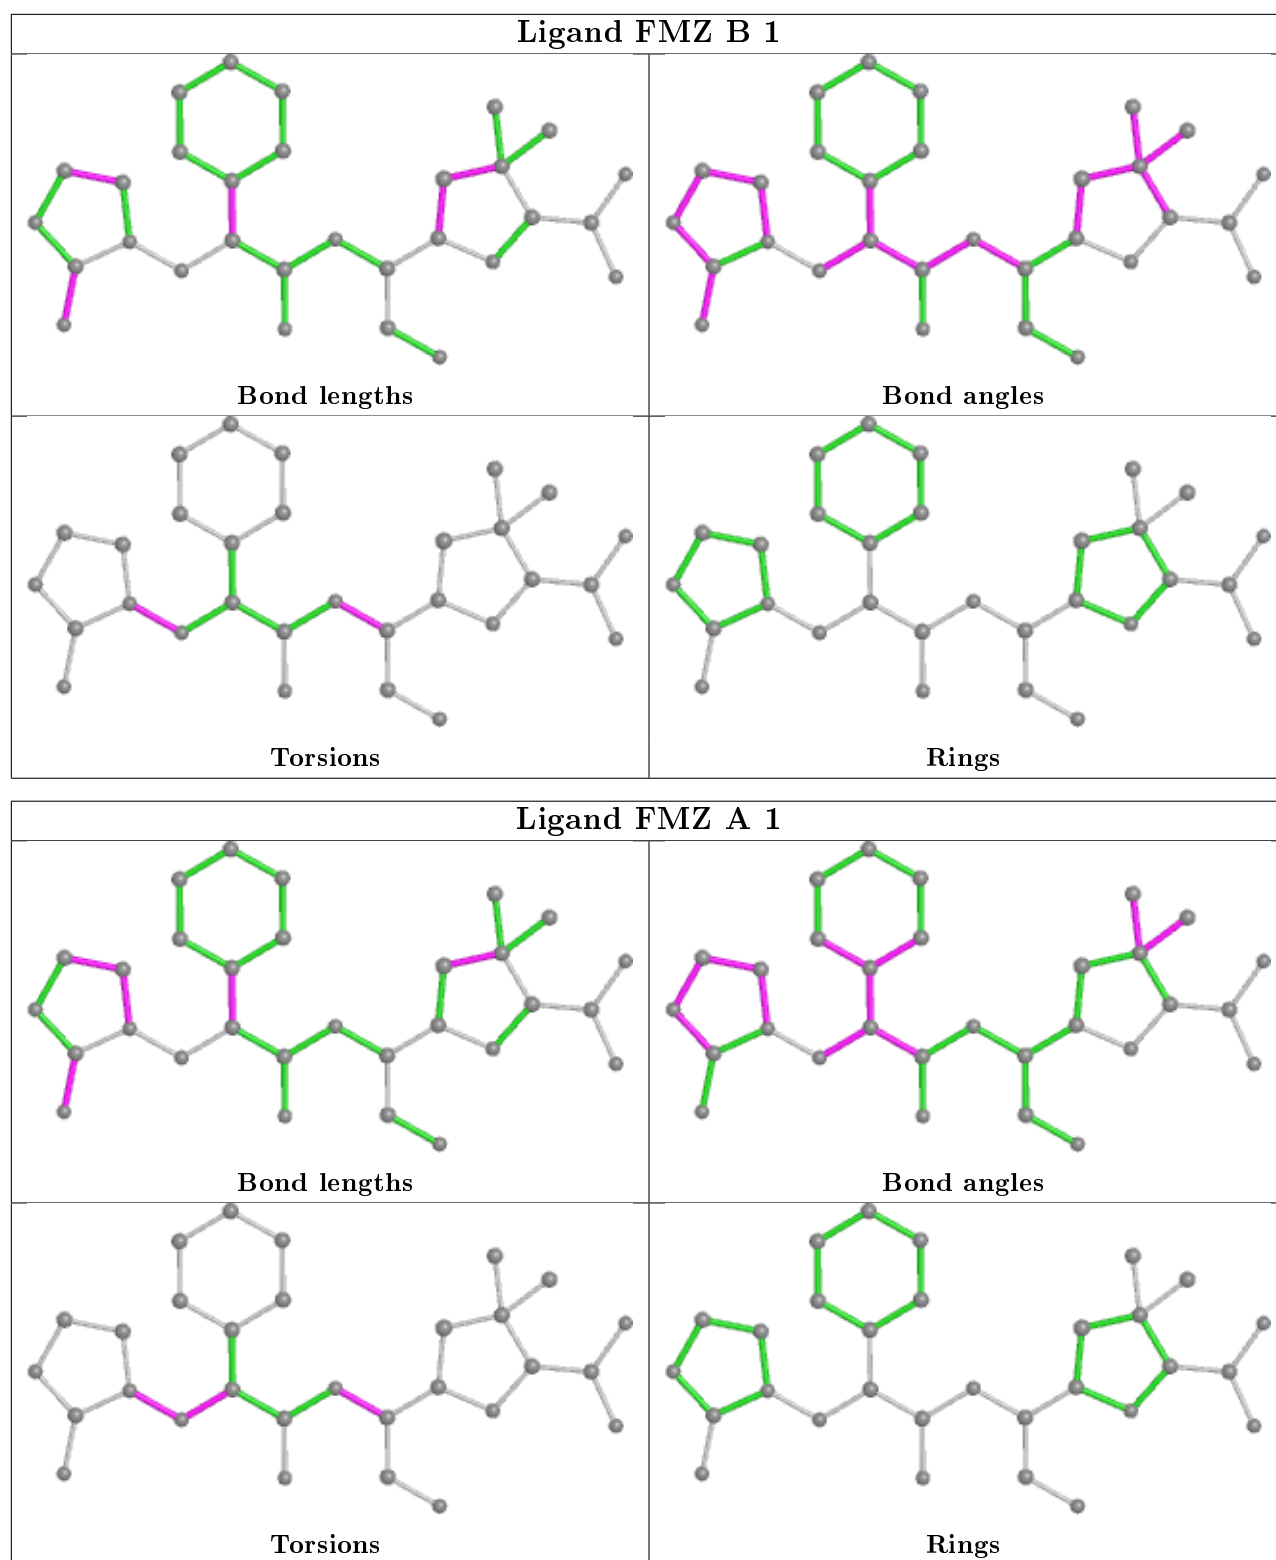 Ligand FMZ B 1
Bond lengths
Bond angles
Torsions
Rings
Ligand FMZ A 1
Bond lengths
Bond angles
Torsions
Rings